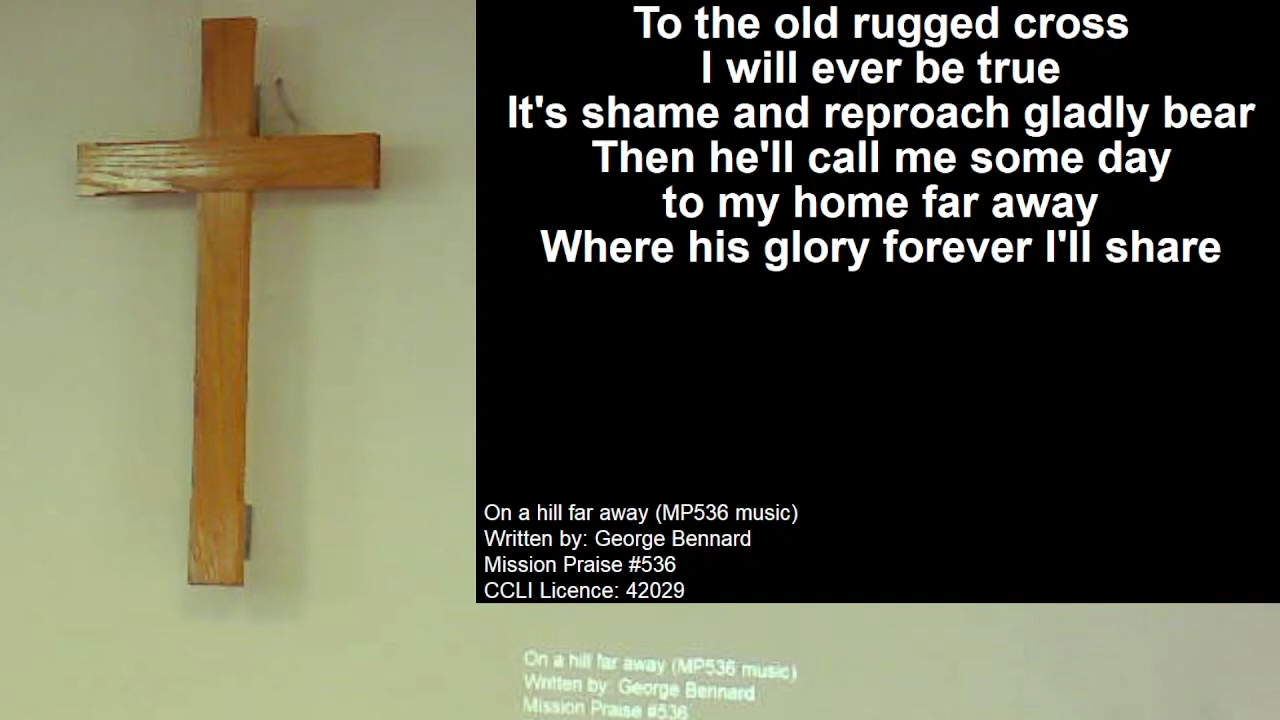 To the old rugged cross
I will ever be true
It's shame and reproach gladly bear
Then he'll call me some day
to my home far away
Where his glory forever I'll share
On a hill far away (MP536 music)
Written by: George Bennard
Mission Praise #536
CCLI Licence: 42029
On a hill far away (MP536 music)
Written by: George Bennard
Mission Praise #536